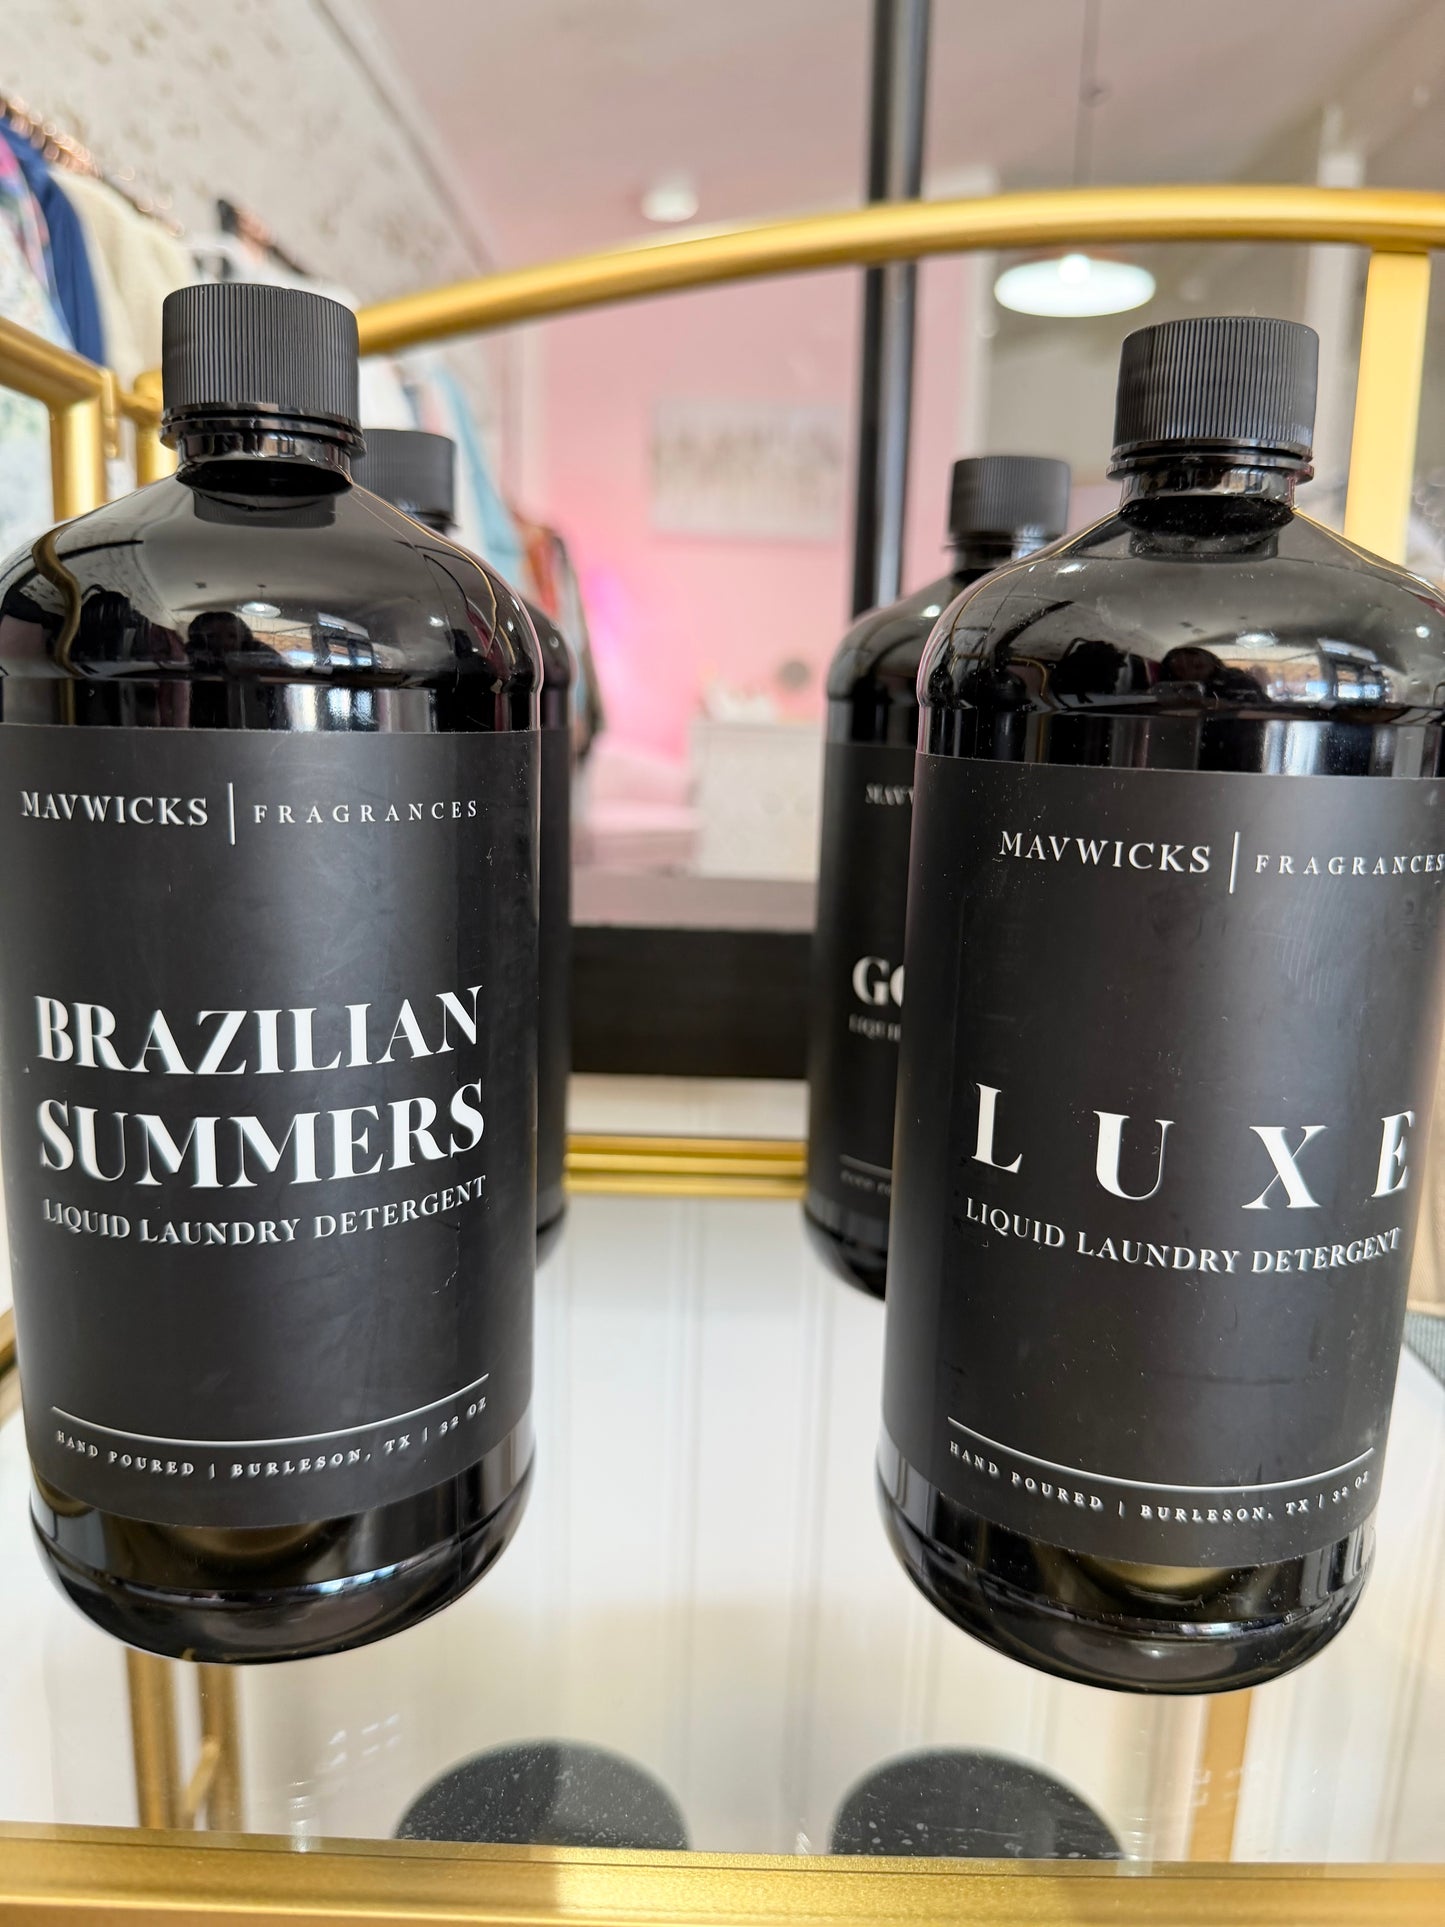 MAVWICKS | FRAGRANCES
BRAZILIAN
SUMMERS
LIQUID LAUNDRY DETERGENT
HAND POURED | BURLESON, TX | 32 OZ
MAVWICKS | FRAGRANCES
L U X E
LIQUID LAUNDRY DETERGENT
HAND POURED | BURLESON, TX | 32 OZ